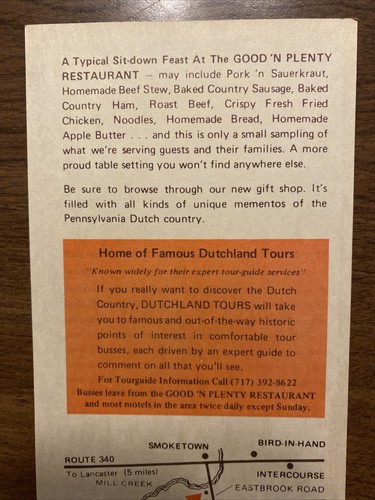 A Typical Sit-down Feast At The GOOD 'N PLENTY
RESTAURANT – may include Pork 'n Sauerkraut,
Homemade Beef Stew, Baked Country Sausage, Baked
Country Ham, Roast Beef, Crispy Fresh Fried
Chicken, Noodles, Homemade Bread, Homemade
Apple Butter . . . and this is only a small sampling of
what we're serving guests and their families. A more
proud table setting you won't find anywhere else.
Be sure to browse through our new gift shop. It's
filled with all kinds of unique mementos of the
Pennsylvania Dutch country.
Home of Famous Dutchland Tours
"Known widely for their expert tour-guide services"
If you really want to discover the Dutch
Country, DUTCHLAND TOURS will take
you to famous and out-of-the-way historic
points of interest in comfortable tour
busses, each driven by an expert guide to
comment on all that you'll see.
For Tourguide Information Call (717) 392-8622
Busses leave from the GOOD 'N PLENTY RESTAURANT
and most motels in the area twice daily except Sunday.
SMOKETOWN
BIRD-IN-HAND
ROUTE 340
To Lancaster (5 miles)
INTERCOURSE
MILL CREEK
EASTBROOK ROAD